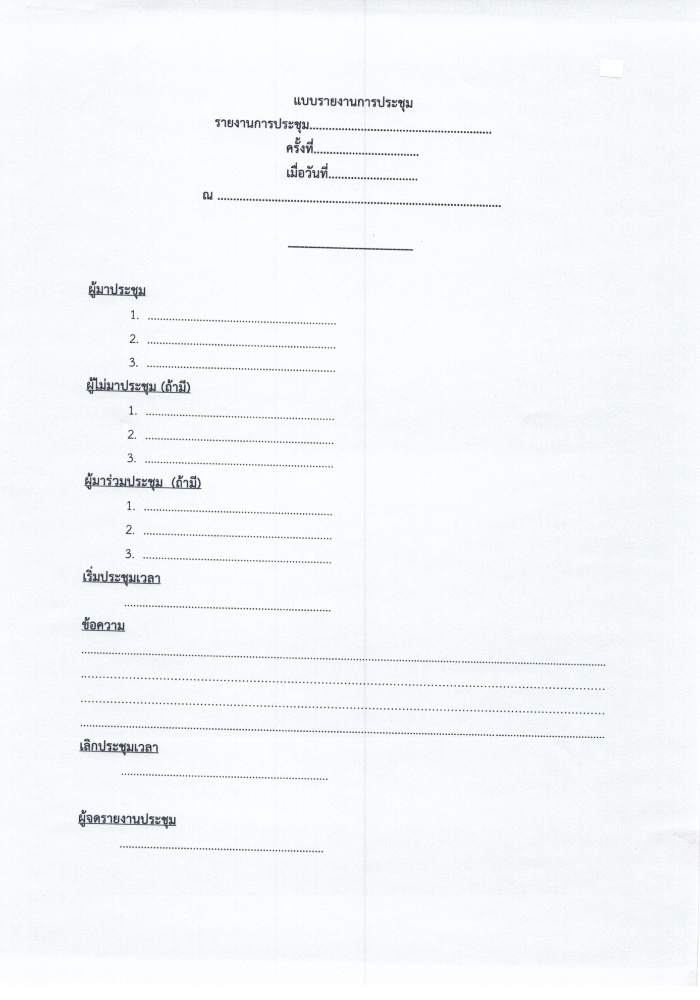 แบบรายงานการประชุม
รายงานการประชุม..........................................................
ครั้งที่.................................
เมื่อวันที่............................
ณ ..........................................................................................
------------------------------
ผู้มาประชุม
1. ..............................................................
2. ..............................................................
3. ..............................................................
ผู้ไม่มาประชุม (ถ้ามี)
1. ..............................................................
2. ..............................................................
3. ..............................................................
ผู้มาร่วมประชุม (ถ้ามี)
1. ..............................................................
2. ..............................................................
3. ..............................................................
เริ่มประชุมเวลา
....................................................................
ข้อความ
............................................................................................................................................................................
............................................................................................................................................................................
............................................................................................................................................................................
............................................................................................................................................................................
เลิกประชุมเวลา
....................................................................
ผู้จดรายงานประชุม
...................................................................